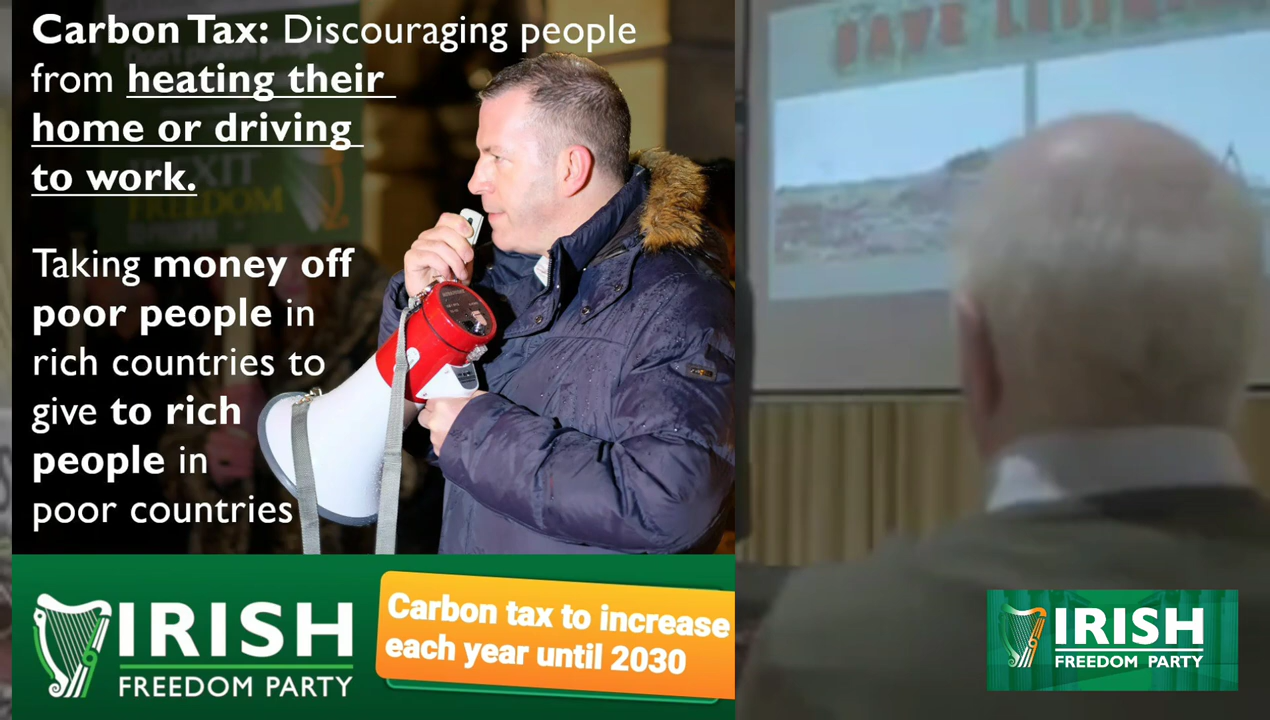 Carbon Tax: Discouraging people
from heating their
home or driving
to work.
Taking money off
poor people in
rich countries to
give to rich
people in
poor countries
IRISH
FREEDOM PARTY
Carbon tax to increase
each year until 2030
EXIT
FREEDOM
IRISH
FREEDOM PARTY